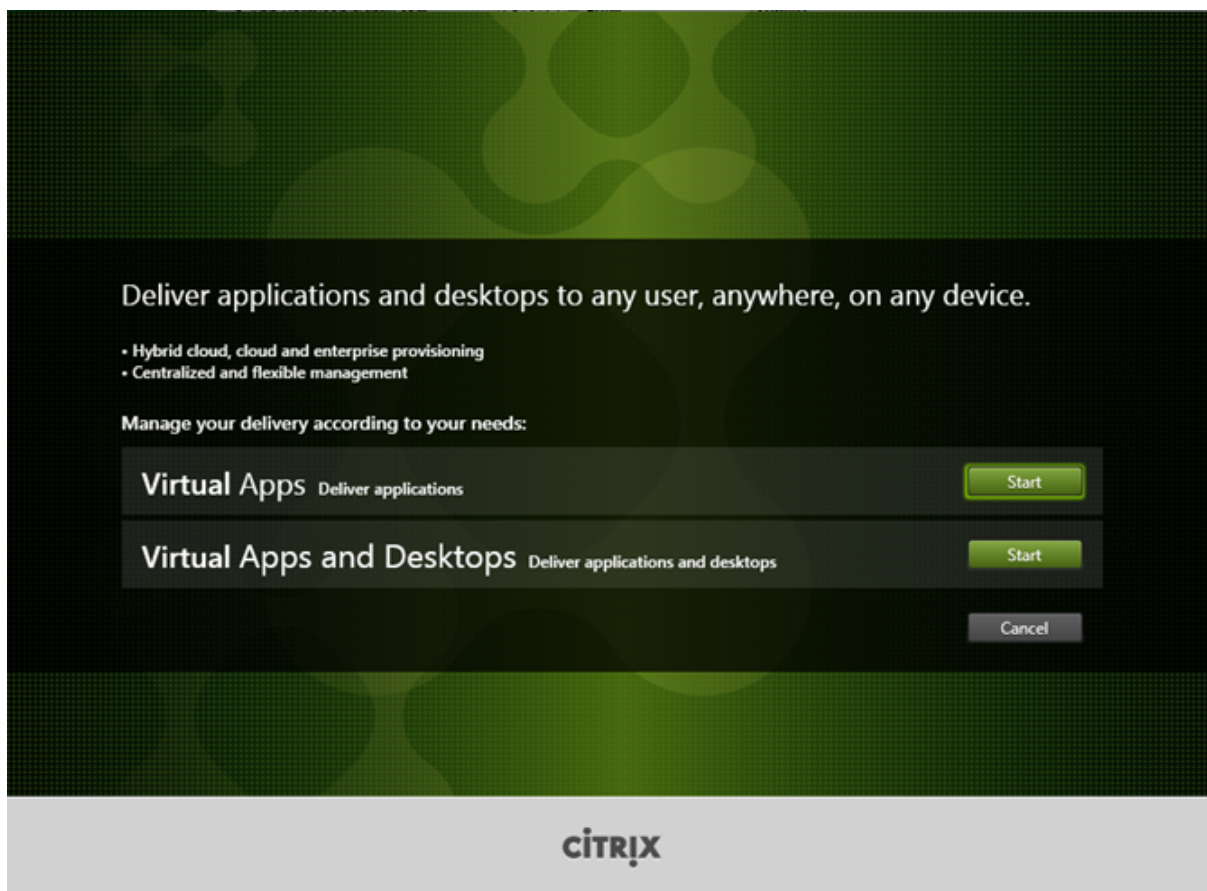 Deliver applications and desktops to any user, anywhere, on any device.
• Hybrid cloud, cloud and enterprise provisioning
• Centralized and flexible management
Manage your delivery according to your needs:
Virtual Apps Deliver applications Start
Virtual Apps and Desktops Deliver applications and desktops Start
Cancel
CİTRỊX